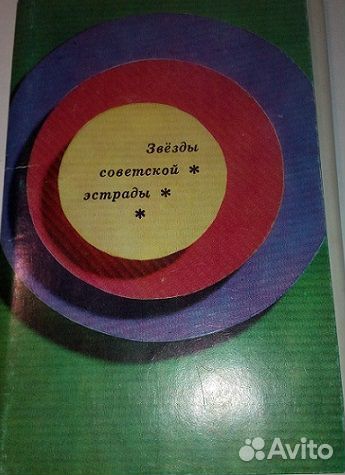 Звёзды
советской *
эстрады *
*
Avito